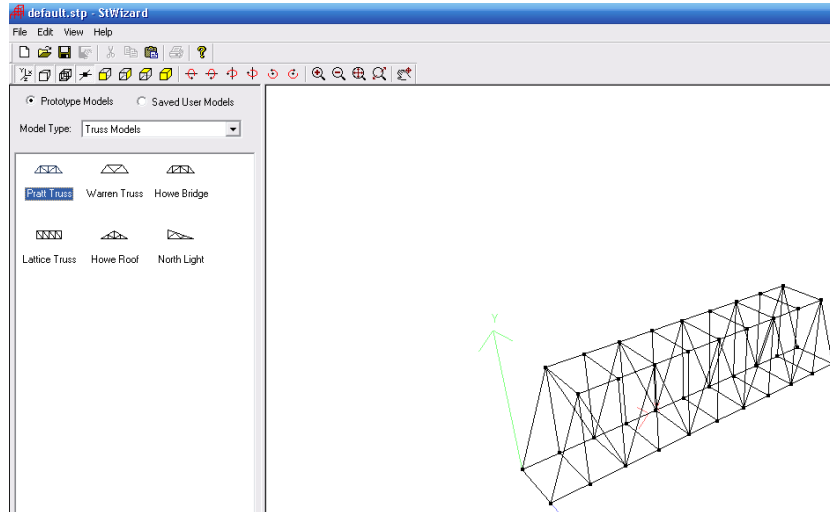 default.stp - StWizard
File Edit View Help
Prototype Models Saved User Models
Model Type: Truss Models
Pratt Truss Warren Truss Howe Bridge
Lattice Truss Howe Roof North Light
Y